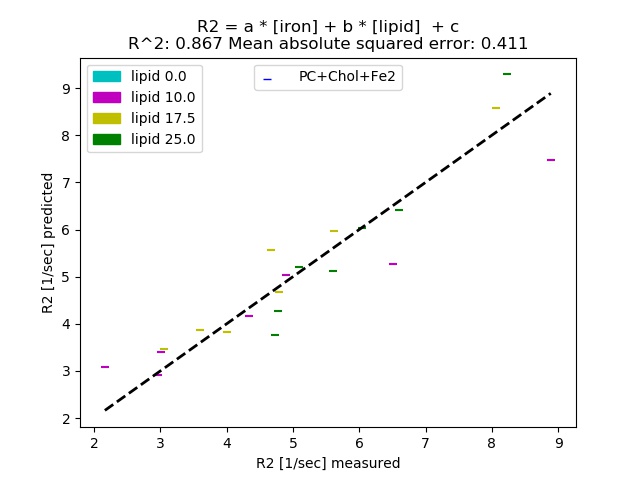 R2 = a * [iron] + b * [lipid]  + c
R^2: 0.867 Mean absolute squared error: 0.411
lipid 0.0
lipid 10.0
lipid 17.5
lipid 25.0
PC+Chol+Fe2
R2 [1/sec] predicted
9
8
7
6
5
4
3
2
2 3 4 5 6 7 8 9
R2 [1/sec] measured